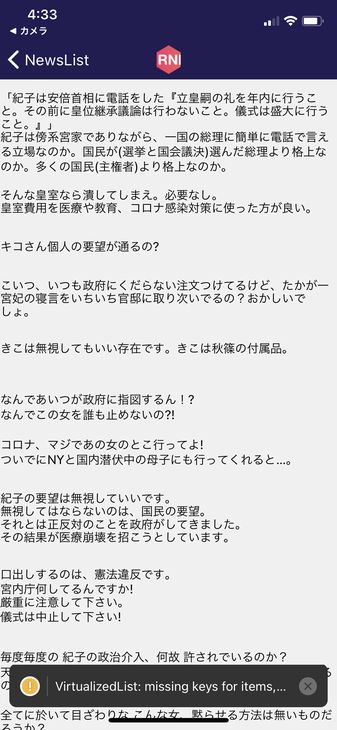 4:33
カメラ
NewsList
RNI
「紀子は安倍首相に電話をした『立皇嗣の礼を年内に行うこ
と。その前に皇位継承議論は行わないこと。儀式は盛大に行う
こと。』」
紀子は傍系宮家でありながら、一国の総理に簡単に電話で言え
る立場なのか。国民が(選挙と国会議決)選んだ総理より格上な
のか。多くの国民(主権者)より格上なのか。
そんな皇室なら潰してしまえ。必要なし。
皇室費用を医療や教育、コロナ感染対策に使った方が良い。
キコさん個人の要望が通るの?
こいつ、いつも政府にくだらない注文つけてるけど、たかが一
宮妃の寝言をいちいち官邸に取り次いでるの？おかしいで
しょ。
きこは無視してもいい存在です。きこは秋篠の付属品。
なんであいつが政府に指図するん！?
なんでこの女を誰も止めないの?!
コロナ、マジであの女のとこ行ってよ!
ついでにNYと国内潜伏中の母子にも行ってくれると…。
紀子の要望は無視していいです。
無視してはならないのは、国民の要望。
それとは正反対のことを政府がしてきました。
その結果が医療崩壊を招こうとしています。
口出しするのは、憲法違反です。
宮内庁何してるんですか!
厳重に注意して下さい。
儀式は中止して下さい!
毎度毎度の 紀子の政治介入、何故 許されているのか？
VirtualizedList: missing keys for items,...
全てに於いて目ざわりな こんな女、黙らせる方法は無いものだ
ろうか？